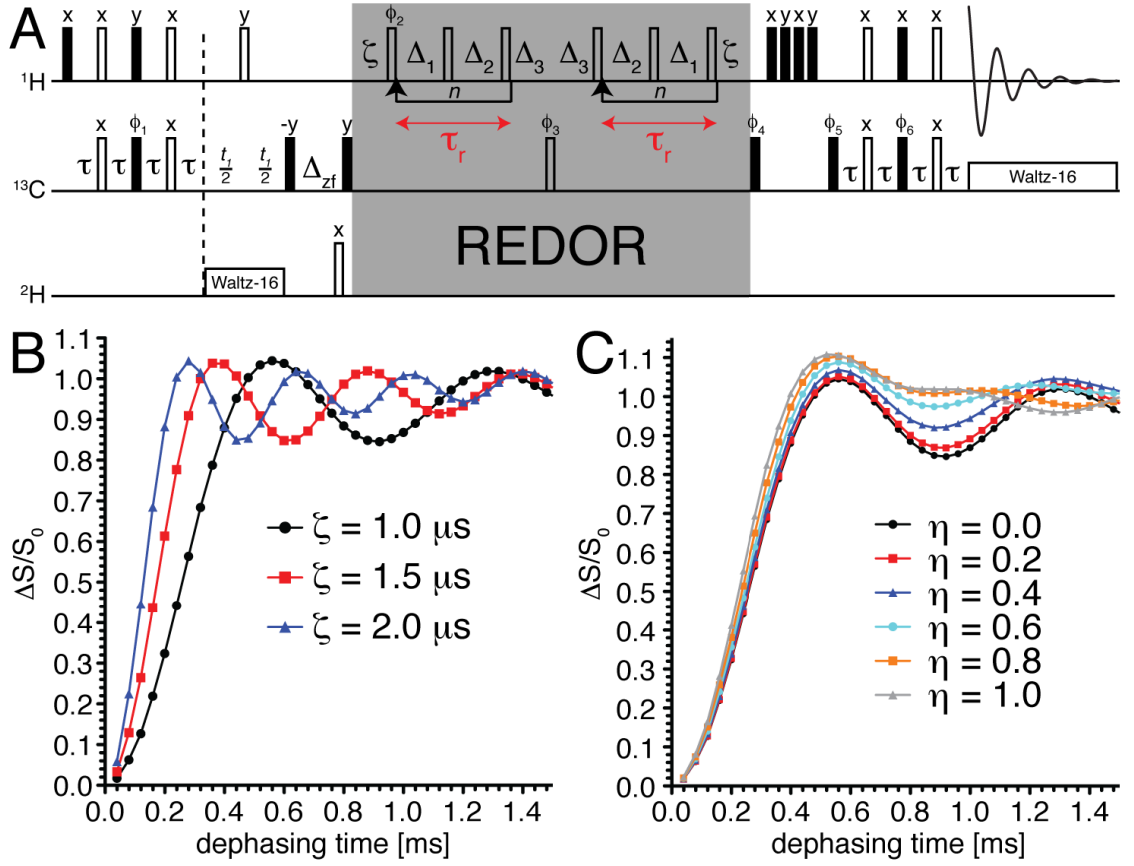 A
x x y x y ϕ2
ζ Δ1 Δ2 Δ3 Δ3 Δ2 Δ1 ζ
x y x y x x x
1H
n n
τr τr
x ϕ1 x -y y ϕ3 ϕ4 ϕ5 x ϕ6 x
τ τ τ τ t1/2 t1/2 Δzf τ τ τ τ
13C
Waltz-16
x
REDOR
Waltz-16
2H
B
ΔS/S0
1.1
1.0
0.9
0.8
0.7
0.6
0.5
0.4
0.3
0.2
0.1
0.0
ζ = 1.0 μs
ζ = 1.5 μs
ζ = 2.0 μs
0.0 0.2 0.4 0.6 0.8 1.0 1.2 1.4
dephasing time [ms]
C
ΔS/S0
1.1
1.0
0.9
0.8
0.7
0.6
0.5
0.4
0.3
0.2
0.1
0.0
η = 0.0
η = 0.2
η = 0.4
η = 0.6
η = 0.8
η = 1.0
0.0 0.2 0.4 0.6 0.8 1.0 1.2 1.4
dephasing time [ms]